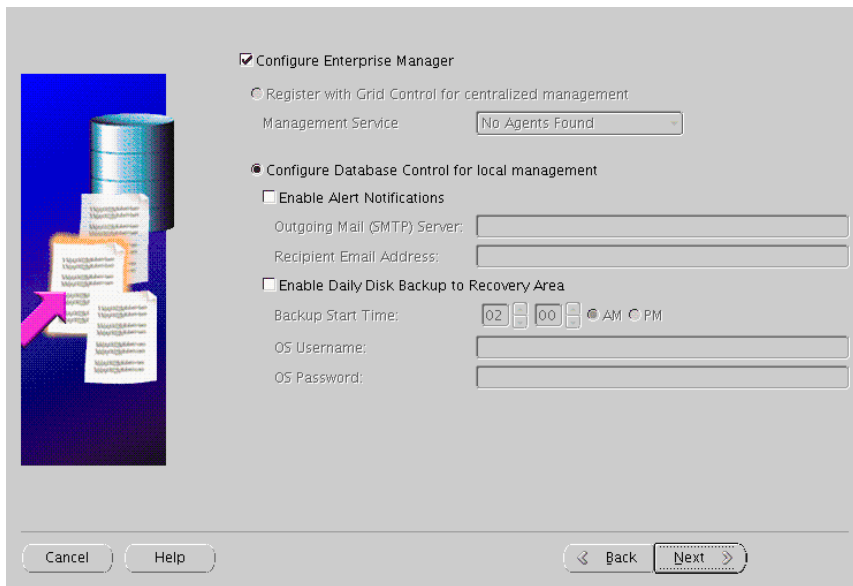 Configure Enterprise Manager
Register with Grid Control for centralized management
Management Service No Agents Found
Configure Database Control for local management
Enable Alert Notifications
Outgoing Mail (SMTP) Server:
Recipient Email Address:
Enable Daily Disk Backup to Recovery Area
Backup Start Time: 02 00 AM PM
OS Username:
OS Password:
Cancel Help Back Next